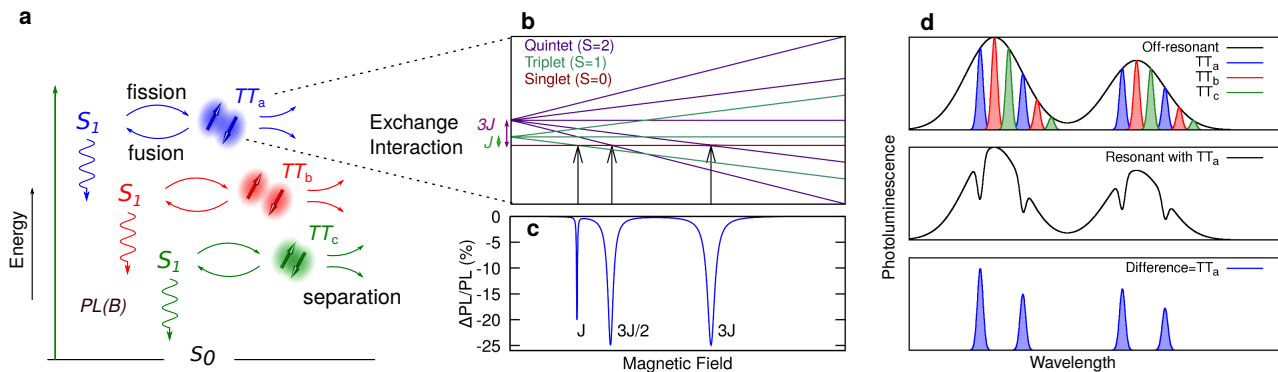 a
fission
fusion
S1
TTa
S1
TTb
S1
TTc
separation
PL(B)
S0
Energy
Exchange
Interaction
b
Quintet (S=2)
Triplet (S=1)
Singlet (S=0)
3J
J
c
0
-5
-10
-15
-20
-25
ΔPL/PL (%)
J
3J/2
3J
Magnetic Field
d
Off-resonant
TTa
TTb
TTc
Resonant with TTa
Difference=TTa
Photoluminescence
Wavelength